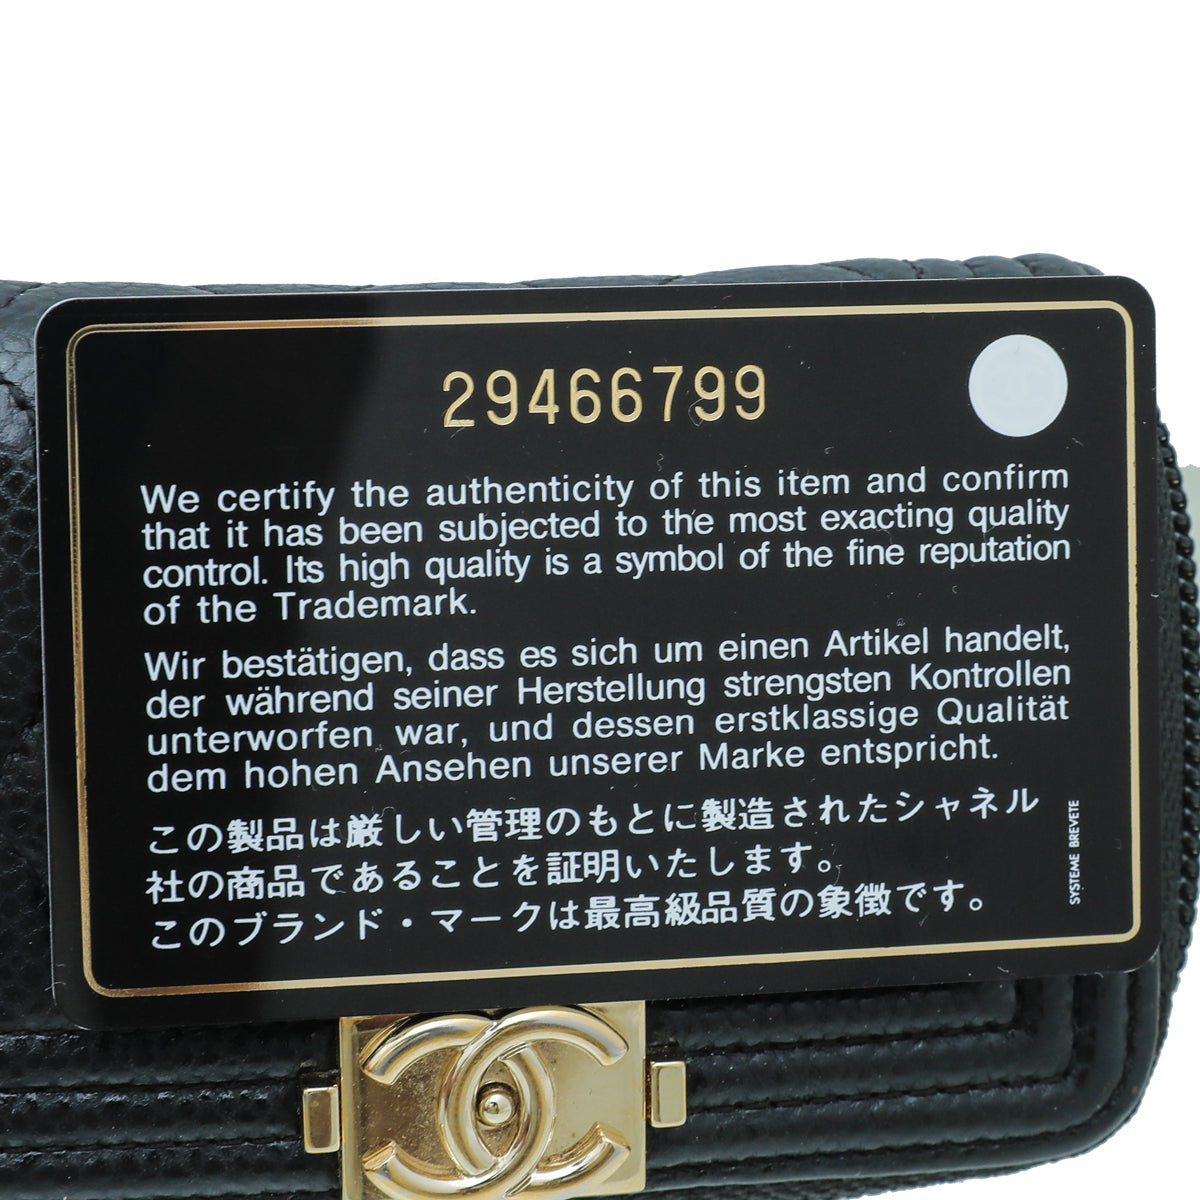 29466799
We certify the authenticity of this item and confirm
that it has been subjected to the most exacting quality
control. Its high quality is a symbol of the fine reputation
of the Trademark.
Wir bestätigen, dass es sich um einen Artikel handelt,
der während seiner Herstellung strengsten Kontrollen
unterworfen war, und dessen erstklassige Qualität
dem hohen Ansehen unserer Marke entspricht.
この製品は厳しい管理のもとに製造されたシャネル
社の商品であることを証明いたします。
このブランド・マークは最高級品質の象徴です。
SYSTEME BREVETE